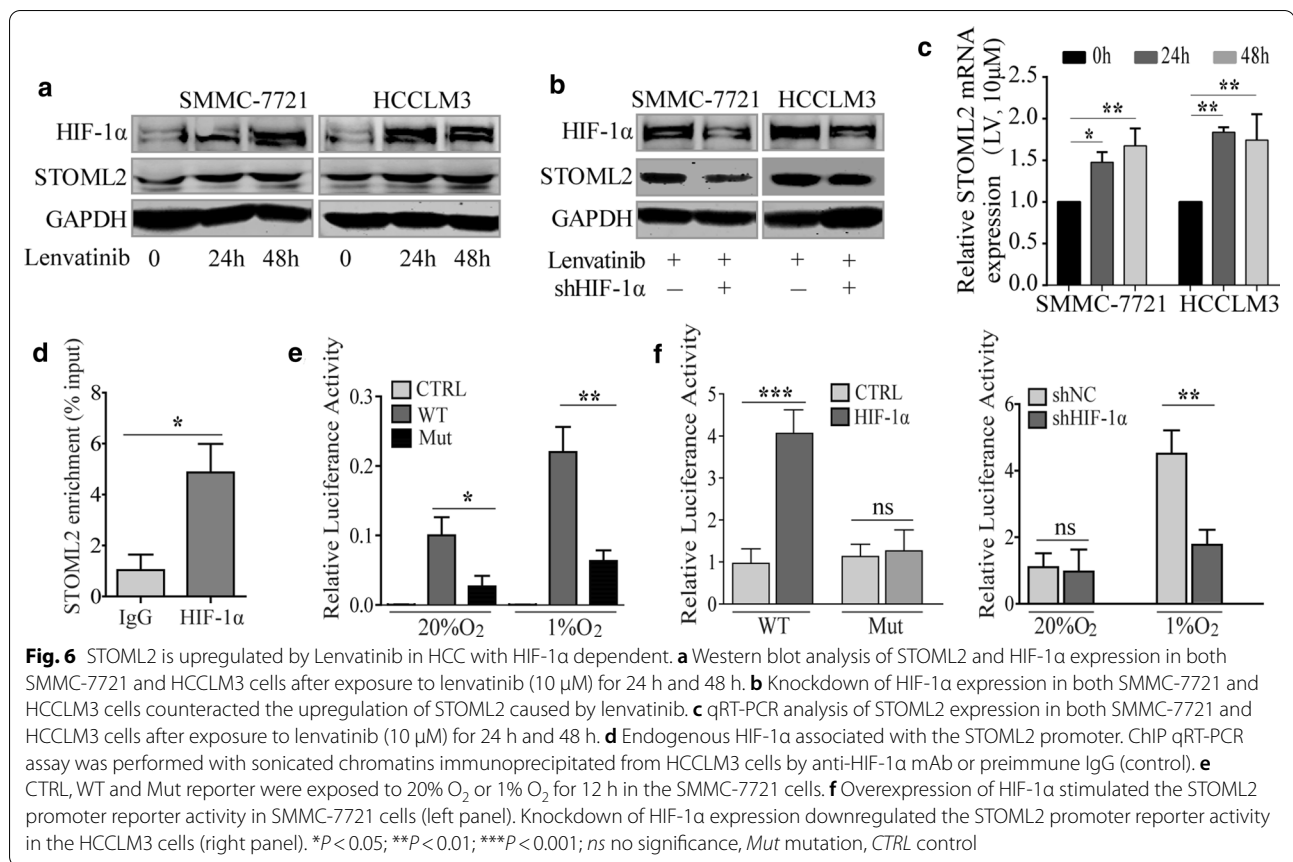 a
SMMC-7721 HCCLM3
HIF-1α
STOML2
GAPDH
Lenvatinib 0 24h 48h 0 24h 48h
b
SMMC-7721 HCCLM3
HIF-1α
STOML2
GAPDH
Lenvatinib + + + +
shHIF-1α — + — +
c
0h 24h 48h
Relative STOML2 mRNA
expression (LV, 10μM)
2.5
2.0
1.5
1.0
0.5
0.0
* ** ** **
SMMC-7721 HCCLM3
d
STOML2 enrichment (% input)
8
6
4
2
0
*
IgG HIF-1α
e
Relative Luciferance Activity
CTRL
WT
Mut
0.3
0.2
0.1
0.0
* **
20%O₂ 1%O₂
f
Relative Luciferance Activity
CTRL
HIF-1α
5
4
3
2
1
0
*** ns
WT Mut
Relative Luciferance Activity
shNC
shHIF-1α
6
4
2
0
ns **
20%O₂ 1%O₂
Fig. 6 STOML2 is upregulated by Lenvatinib in HCC with HIF-1α dependent. a Western blot analysis of STOML2 and HIF-1α expression in both
SMMC-7721 and HCCLM3 cells after exposure to lenvatinib (10 μM) for 24 h and 48 h. b Knockdown of HIF-1α expression in both SMMC-7721 and
HCCLM3 cells counteracted the upregulation of STOML2 caused by lenvatinib. c qRT-PCR analysis of STOML2 expression in both SMMC-7721 and
HCCLM3 cells after exposure to lenvatinib (10 μM) for 24 h and 48 h. d Endogenous HIF-1α associated with the STOML2 promoter. ChIP qRT-PCR
assay was performed with sonicated chromatins immunoprecipitated from HCCLM3 cells by anti-HIF-1α mAb or preimmune IgG (control). e
CTRL, WT and Mut reporter were exposed to 20% O₂ or 1% O₂ for 12 h in the SMMC-7721 cells. f Overexpression of HIF-1α stimulated the STOML2
promoter reporter activity in SMMC-7721 cells (left panel). Knockdown of HIF-1α expression downregulated the STOML2 promoter reporter activity
in the HCCLM3 cells (right panel). *P < 0.05; **P < 0.01; ***P < 0.001; ns no significance, Mut mutation, CTRL control